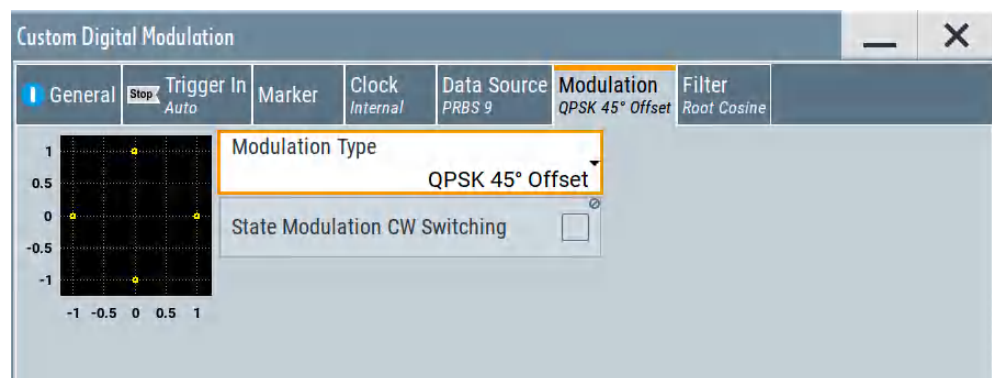 Custom Digital Modulation
General
Stop
Trigger In
Auto
Marker
Clock
Internal
Data Source
PRBS 9
Modulation
QPSK 45° Offset
Filter
Root Cosine
Modulation Type
QPSK 45° Offset
State Modulation CW Switching
1
0.5
0
-0.5
-1
-1 -0.5 0 0.5 1